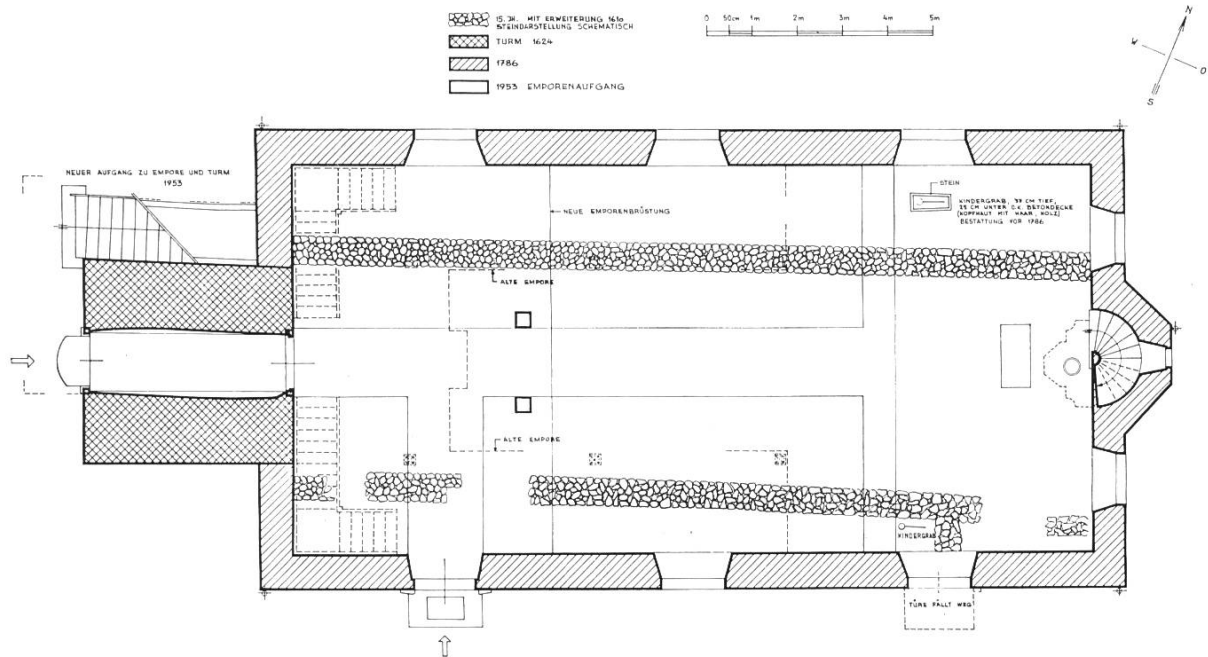 15. JH. MIT ERWEITERUNG 1610
STEINDARSTELLUNG SCHEMATISCH
TURM 1624
1786
1953 EMPORENAUFGANG
0 50cm 1m 2m 3m 4m 5m
N
W
O
S
NEUER AUFGANG ZU EMPORE UND TURM
1953
STEIN
KINDERGRAB, 37 CM TIEF,
25 CM UNTER O.K. BETONDECKE
(KOPFHAUT MIT HAAR, HOLZ)
BESTATTUNG VOR 1786
NEUE EMPORENBRÜSTUNG
ALTE EMPORE
ALTE EMPORE
KINDERGRAB
TÜRE FÄLLT WEG